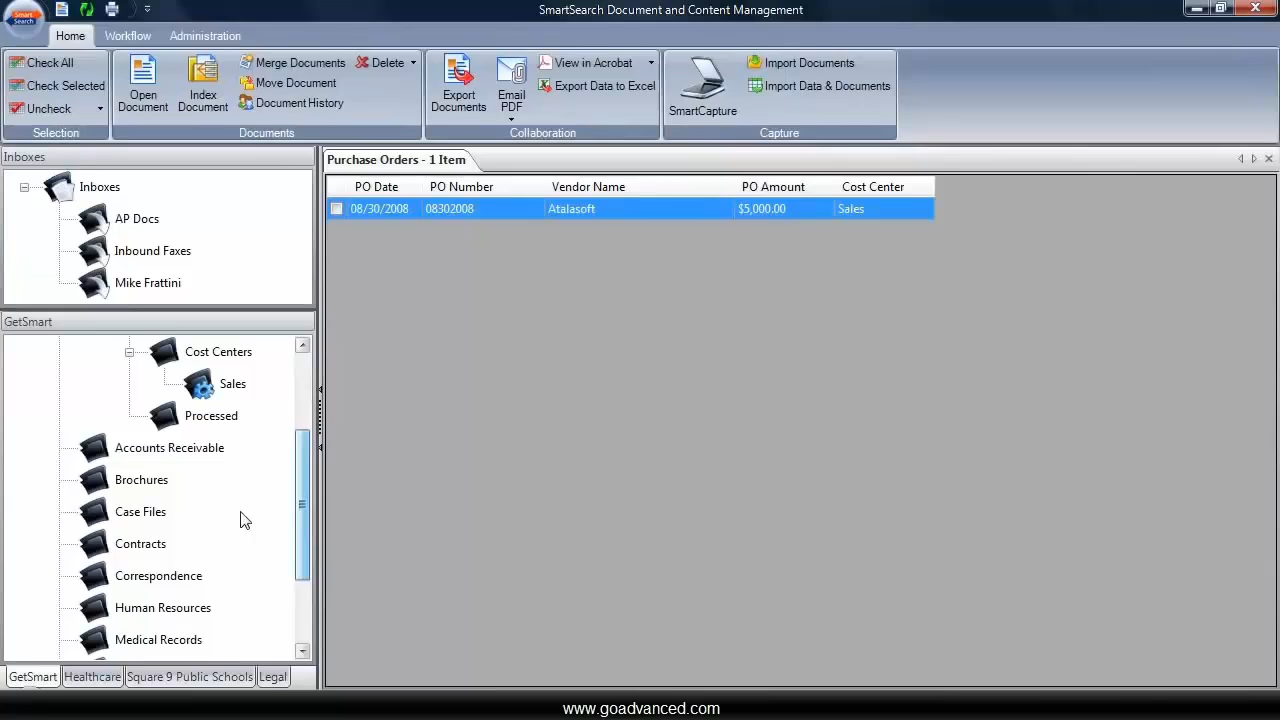 SmartSearch Document and Content Management
Smart
Search
Home Workflow Administration
Check All
Check Selected
Uncheck
Selection
Open
Document
Index
Document
Merge Documents
Move Document
Document History
Delete
Documents
Export
Documents
Email
PDF
View in Acrobat
Export Data to Excel
Collaboration
SmartCapture
Import Documents
Import Data & Documents
Capture
Inboxes
Inboxes
AP Docs
Inbound Faxes
Mike Frattini
GetSmart
Cost Centers
Sales
Processed
Accounts Receivable
Brochures
Case Files
Contracts
Correspondence
Human Resources
Medical Records
GetSmart Healthcare Square 9 Public Schools Legal
Purchase Orders - 1 Item
PO Date PO Number Vendor Name PO Amount Cost Center
08/30/2008 08302008 Atalasoft $5,000.00 Sales
www.goadvanced.com